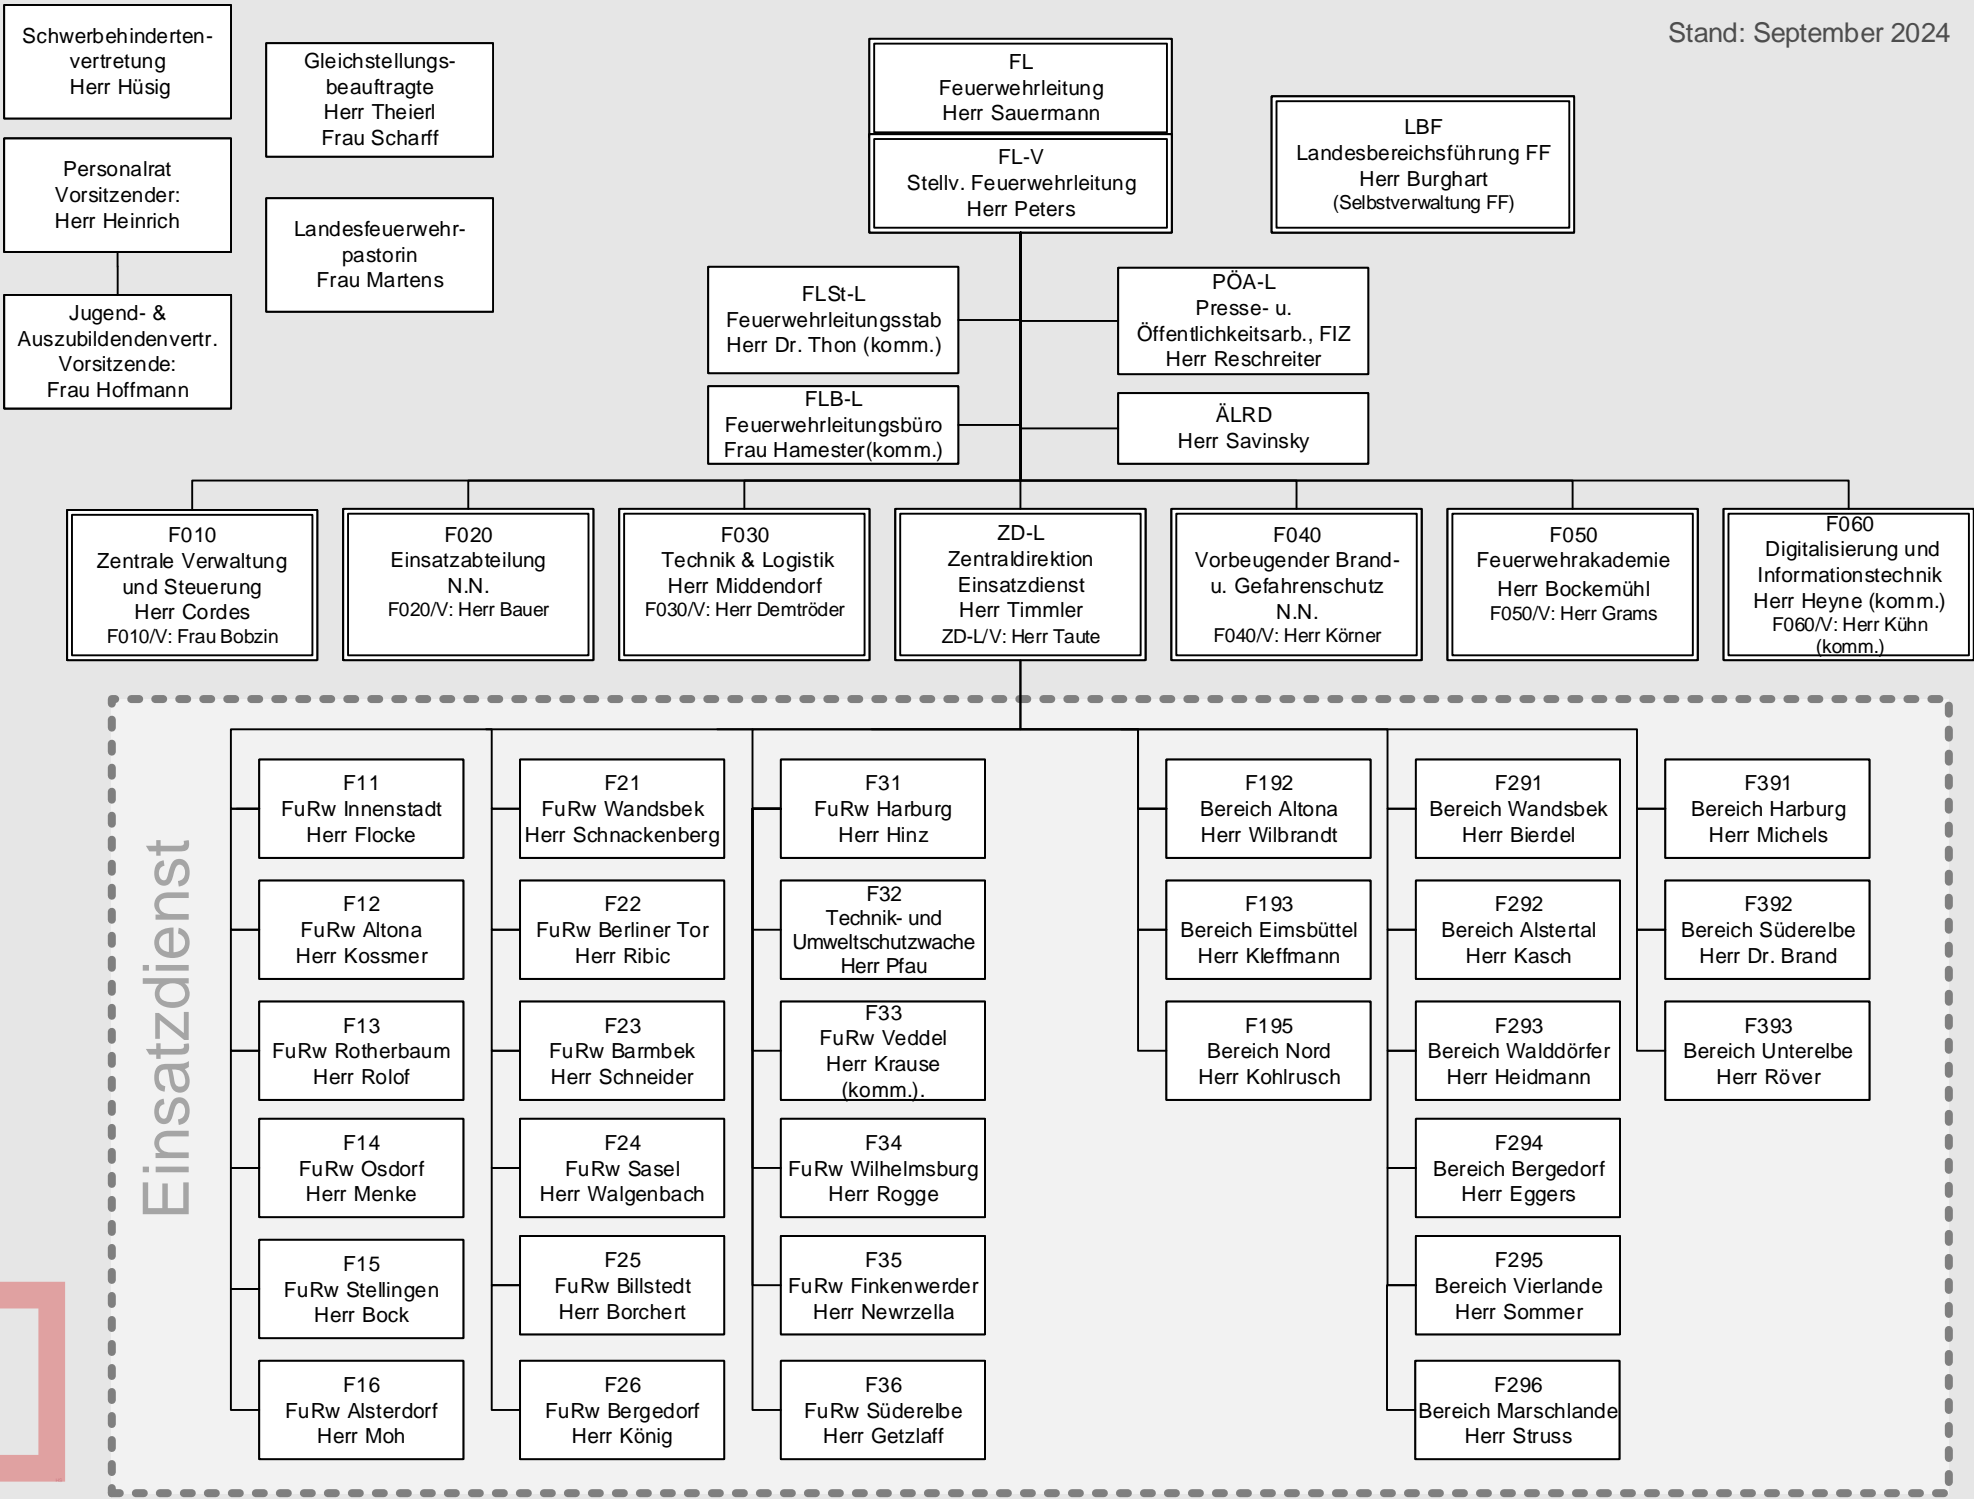 Stand: September 2024
Schwerbehinderten-
vertretung
Herr Hüsig
Gleichstellungs-
beauftragte
Herr Theierl
Frau Scharff
Personalrat
Vorsitzender:
Herr Heinrich
Landesfeuerwehr-
pastorin
Frau Martens
Jugend- &
Auszubildendenvertr.
Vorsitzende:
Frau Hoffmann
FL
Feuerwehrleitung
Herr Sauermann
FL-V
Stellv. Feuerwehrleitung
Herr Peters
LBF
Landesbereichsführung FF
Herr Burghart
(Selbstverwaltung FF)
FLSt-L
Feuerwehrleitungsstab
Herr Dr. Thon (komm.)
PÖA-L
Presse- u.
Öffentlichkeitsarb., FIZ
Herr Reschreiter
FLB-L
Feuerwehrleitungsbüro
Frau Hamester(komm.)
ÄLRD
Herr Savinsky
F010
Zentrale Verwaltung
und Steuerung
Herr Cordes
F010/V: Frau Bobzin
F020
Einsatzabteilung
N.N.
F020/V: Herr Bauer
F030
Technik & Logistik
Herr Middendorf
F030/V: Herr Demtröder
ZD-L
Zentraldirektion
Einsatzdienst
Herr Timmler
ZD-L/V: Herr Taute
F040
Vorbeugender Brand-
u. Gefahrenschutz
N.N.
F040/V: Herr Körner
F050
Feuerwehrakademie
Herr Bockemühl
F050/V: Herr Grams
F060
Digitalisierung und
Informationstechnik
Herr Heyne (komm.)
F060/V: Herr Kühn
(komm.)
Einsatzdienst
F11
FuRw Innenstadt
Herr Flocke
F12
FuRw Altona
Herr Kossmer
F13
FuRw Rotherbaum
Herr Rolof
F14
FuRw Osdorf
Herr Menke
F15
FuRw Stellingen
Herr Bock
F16
FuRw Alsterdorf
Herr Moh
F21
FuRw Wandsbek
Herr Schnackenberg
F22
FuRw Berliner Tor
Herr Ribic
F23
FuRw Barmbek
Herr Schneider
F24
FuRw Sasel
Herr Walgenbach
F25
FuRw Billstedt
Herr Borchert
F26
FuRw Bergedorf
Herr König
F31
FuRw Harburg
Herr Hinz
F32
Technik- und
Umweltschutzwache
Herr Pfau
F33
FuRw Veddel
Herr Krause
(komm.).
F34
FuRw Wilhelmsburg
Herr Rogge
F35
FuRw Finkenwerder
Herr Newrzella
F36
FuRw Süderelbe
Herr Getzlaff
F192
Bereich Altona
Herr Wilbrandt
F193
Bereich Eimsbüttel
Herr Kleffmann
F195
Bereich Nord
Herr Kohlrusch
F291
Bereich Wandsbek
Herr Bierdel
F292
Bereich Alstertal
Herr Kasch
F293
Bereich Walddörfer
Herr Heidmann
F294
Bereich Bergedorf
Herr Eggers
F295
Bereich Vierlande
Herr Sommer
F296
Bereich Marschlande
Herr Struss
F391
Bereich Harburg
Herr Michels
F392
Bereich Süderelbe
Herr Dr. Brand
F393
Bereich Unterelbe
Herr Röver